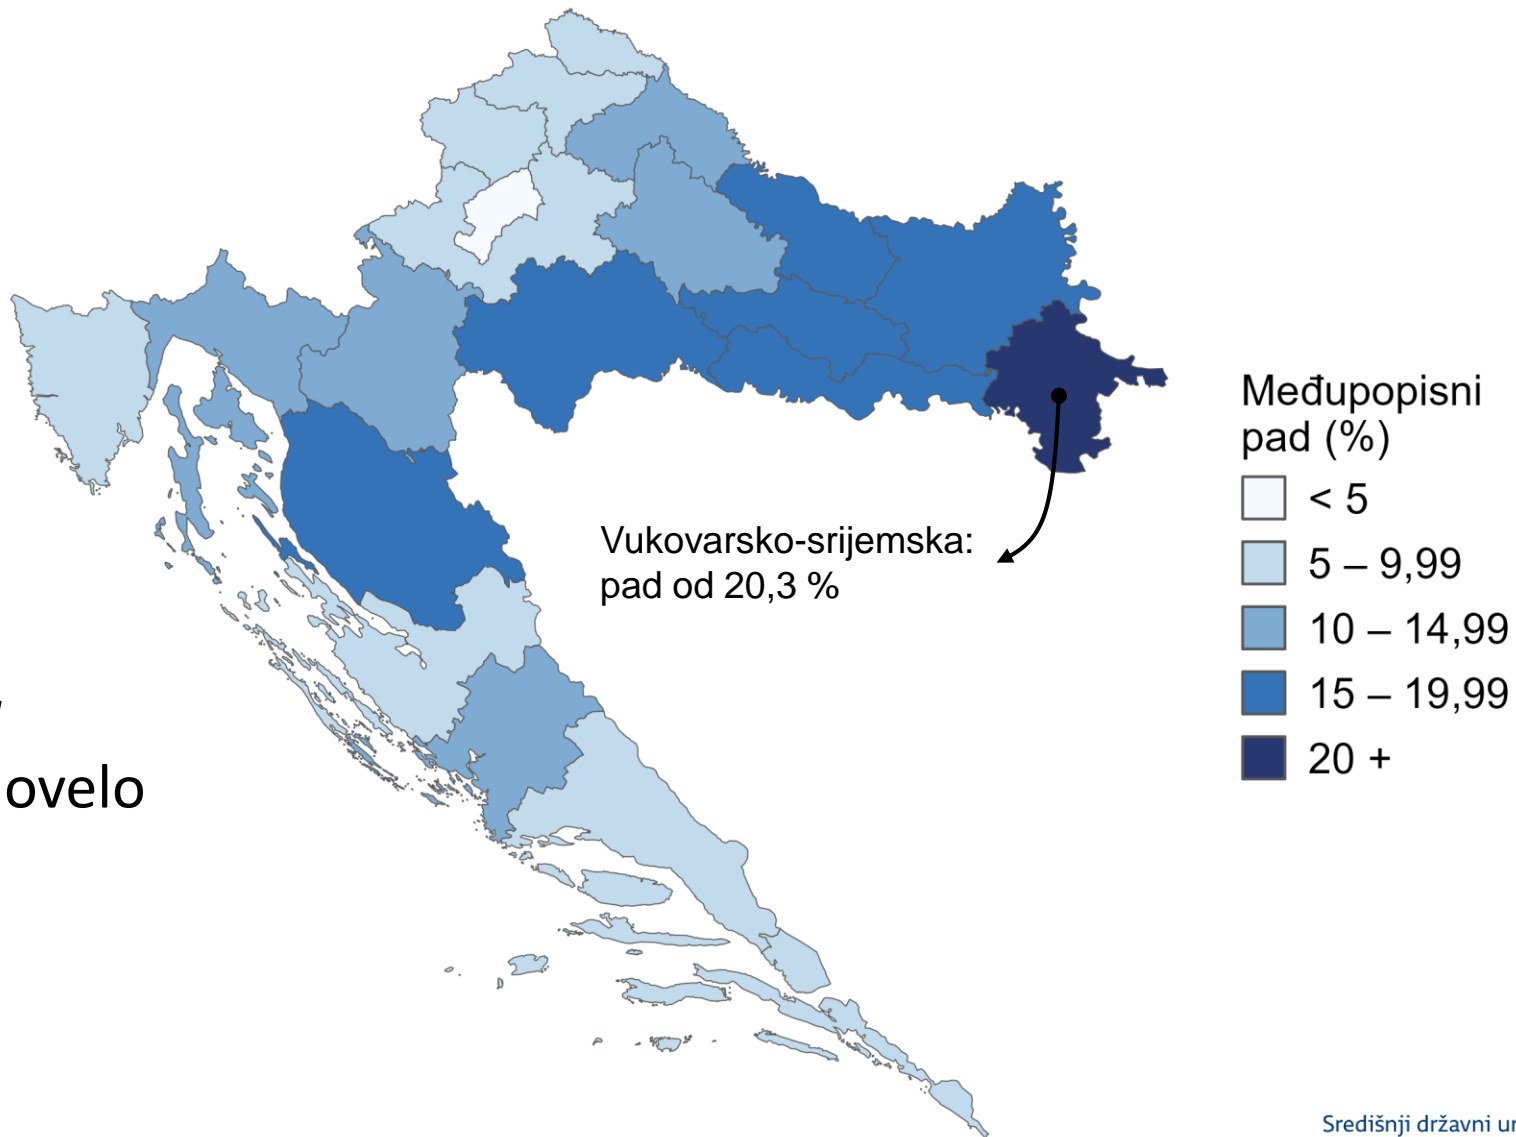 Vukovarsko-srijemska:
pad od 20,3 %
Međupopisni
pad (%)
< 5
5 – 9,99
10 – 14,99
15 – 19,99
20 +
ovelo
Središnji državni